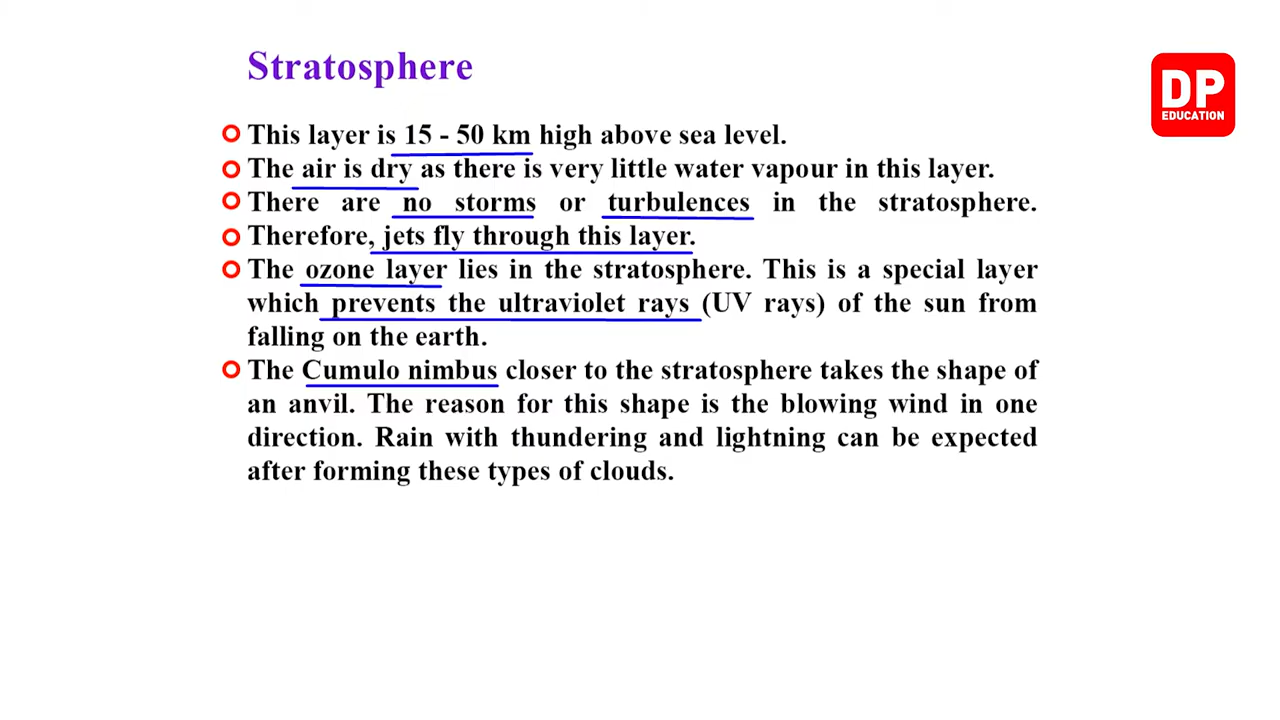 Stratosphere
DP
EDUCATION
This layer is 15 - 50 km high above sea level.
The air is dry as there is very little water vapour in this layer.
There are no storms or turbulences in the stratosphere.
Therefore, jets fly through this layer.
The ozone layer lies in the stratosphere. This is a special layer
which prevents the ultraviolet rays (UV rays) of the sun from
falling on the earth.
The Cumulo nimbus closer to the stratosphere takes the shape of
an anvil. The reason for this shape is the blowing wind in one
direction. Rain with thundering and lightning can be expected
after forming these types of clouds.